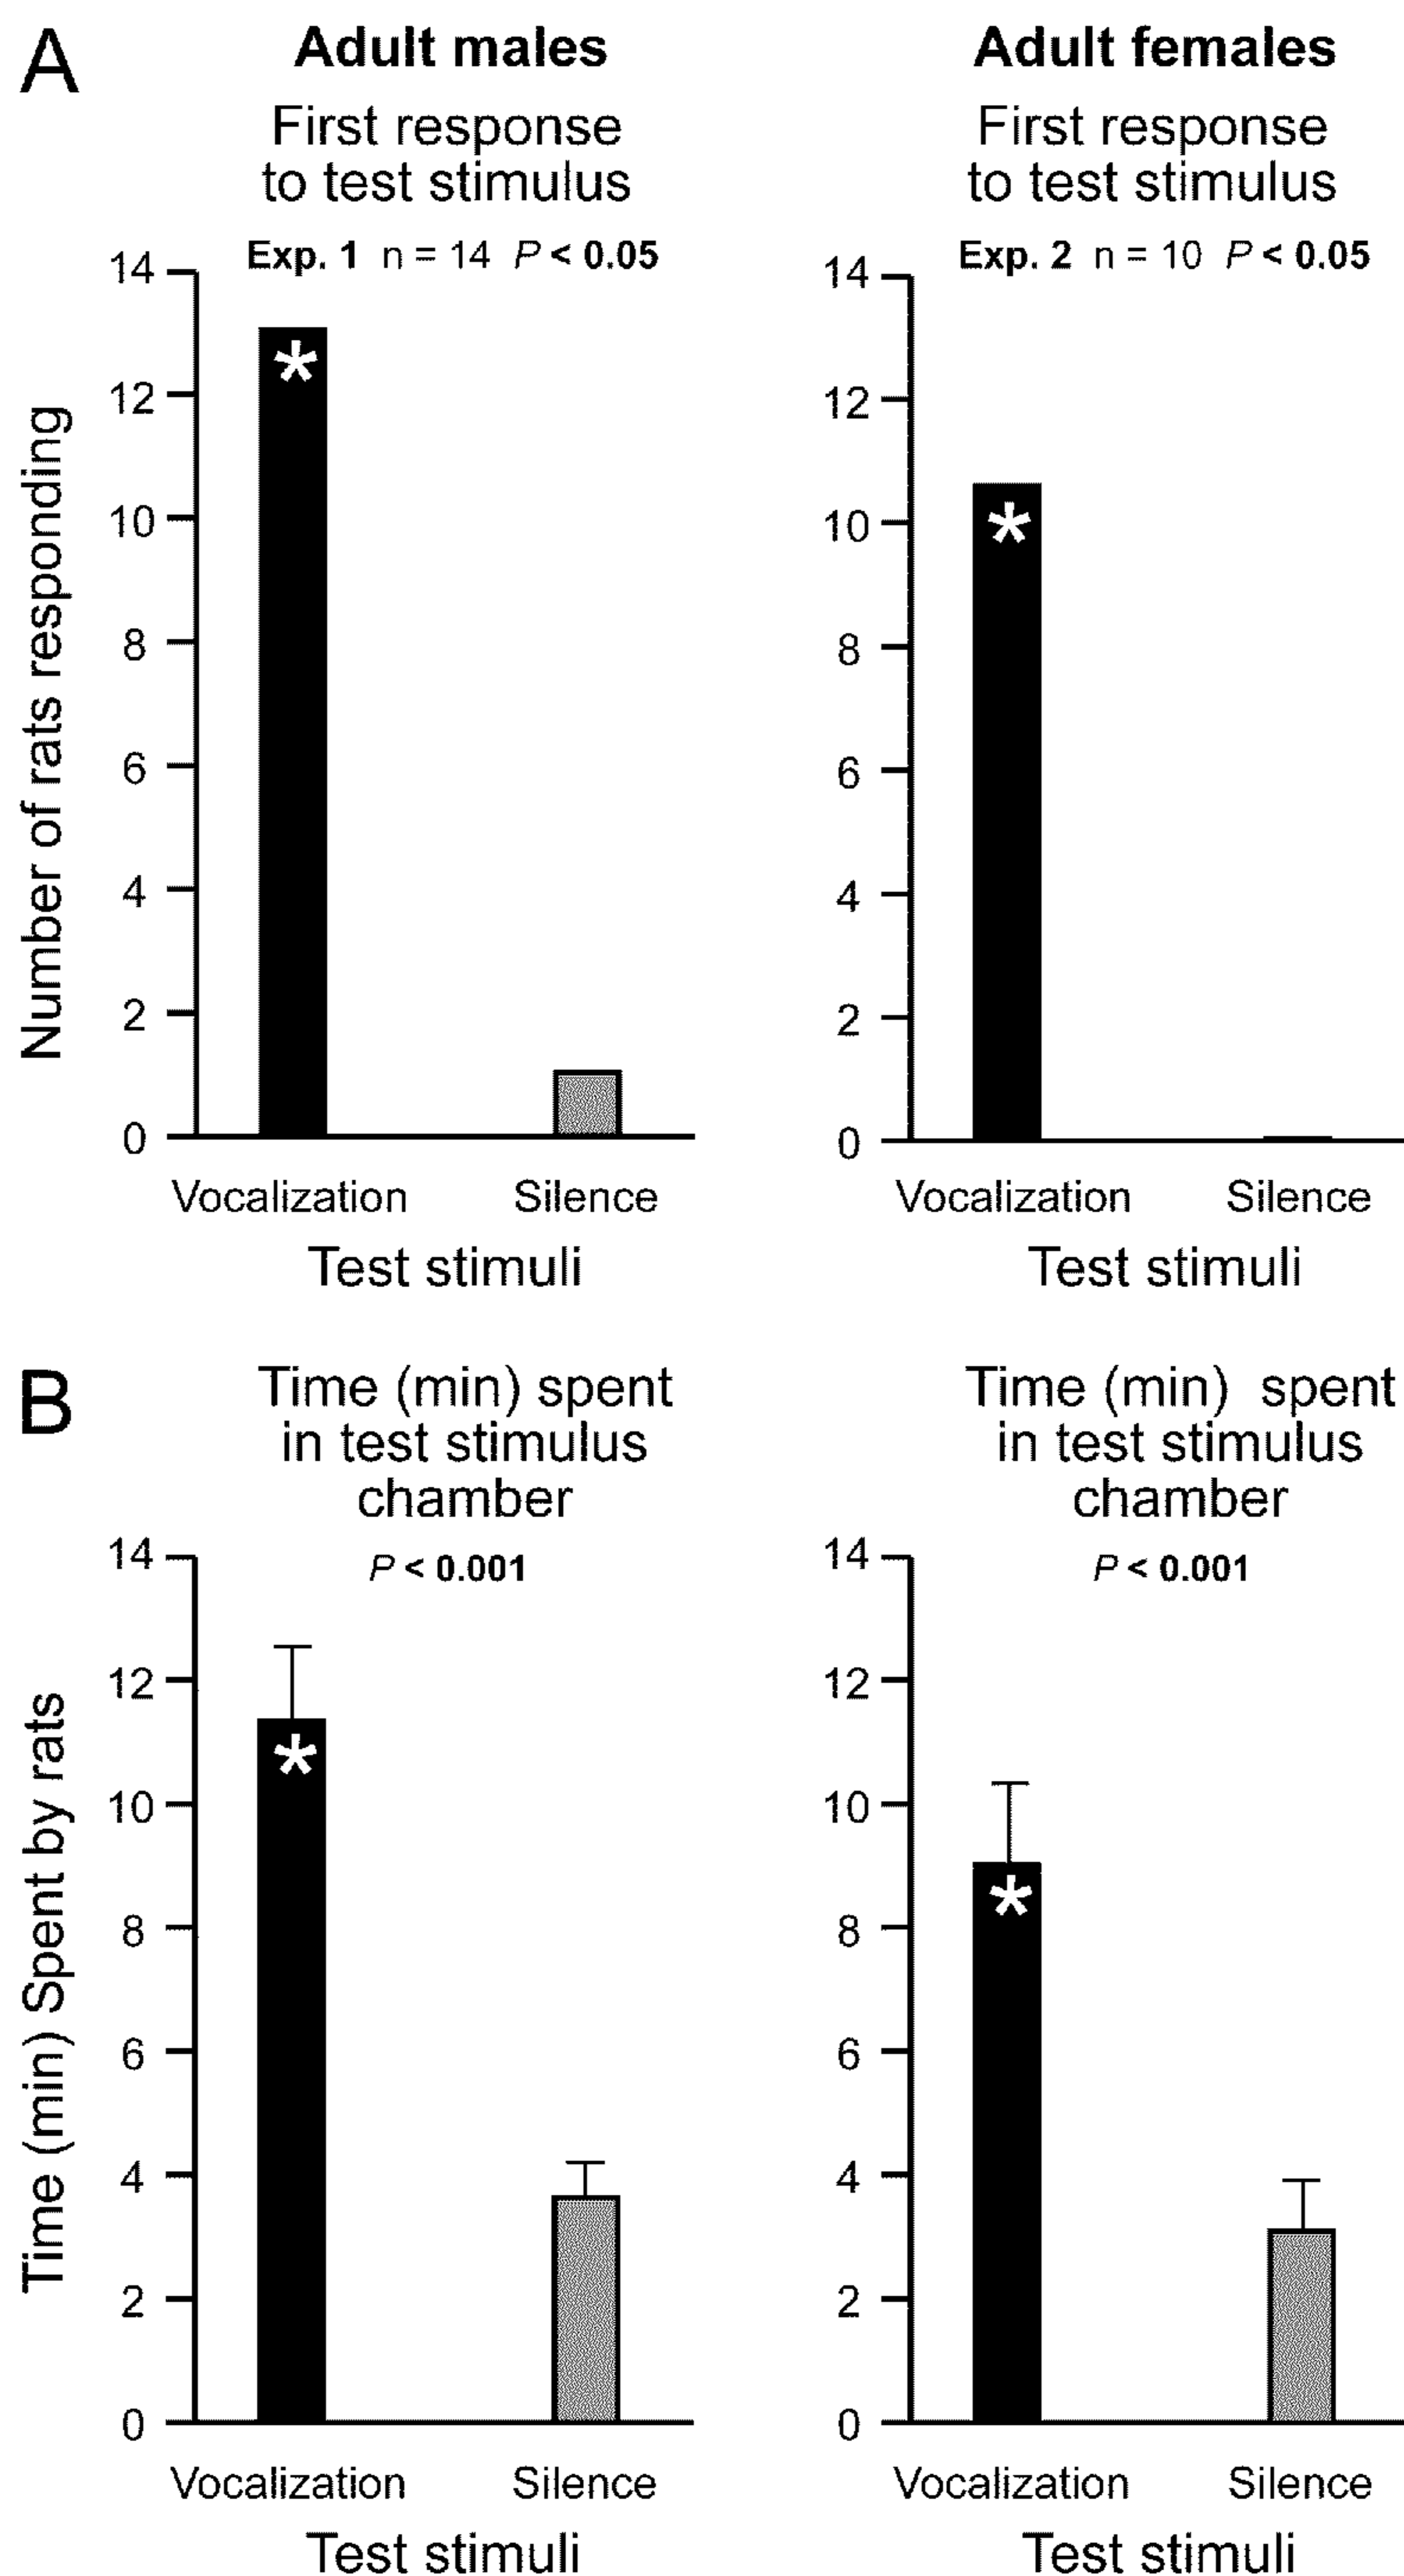 A
Adult males
First response
to test stimulus
Exp. 1 n = 14 P < 0.05
Number of rats responding
14
12
10
8
6
4
2
0
*
Vocalization Silence
Test stimuli
Adult females
First response
to test stimulus
Exp. 2 n = 10 P < 0.05
14
12
10
8
6
4
2
0
*
Vocalization Silence
Test stimuli
B
Time (min) spent
in test stimulus
chamber
P < 0.001
Time (min) Spent by rats
14
12
10
8
6
4
2
0
*
Vocalization Silence
Test stimuli
Time (min) spent
in test stimulus
chamber
P < 0.001
14
12
10
8
6
4
2
0
*
Vocalization Silence
Test stimuli